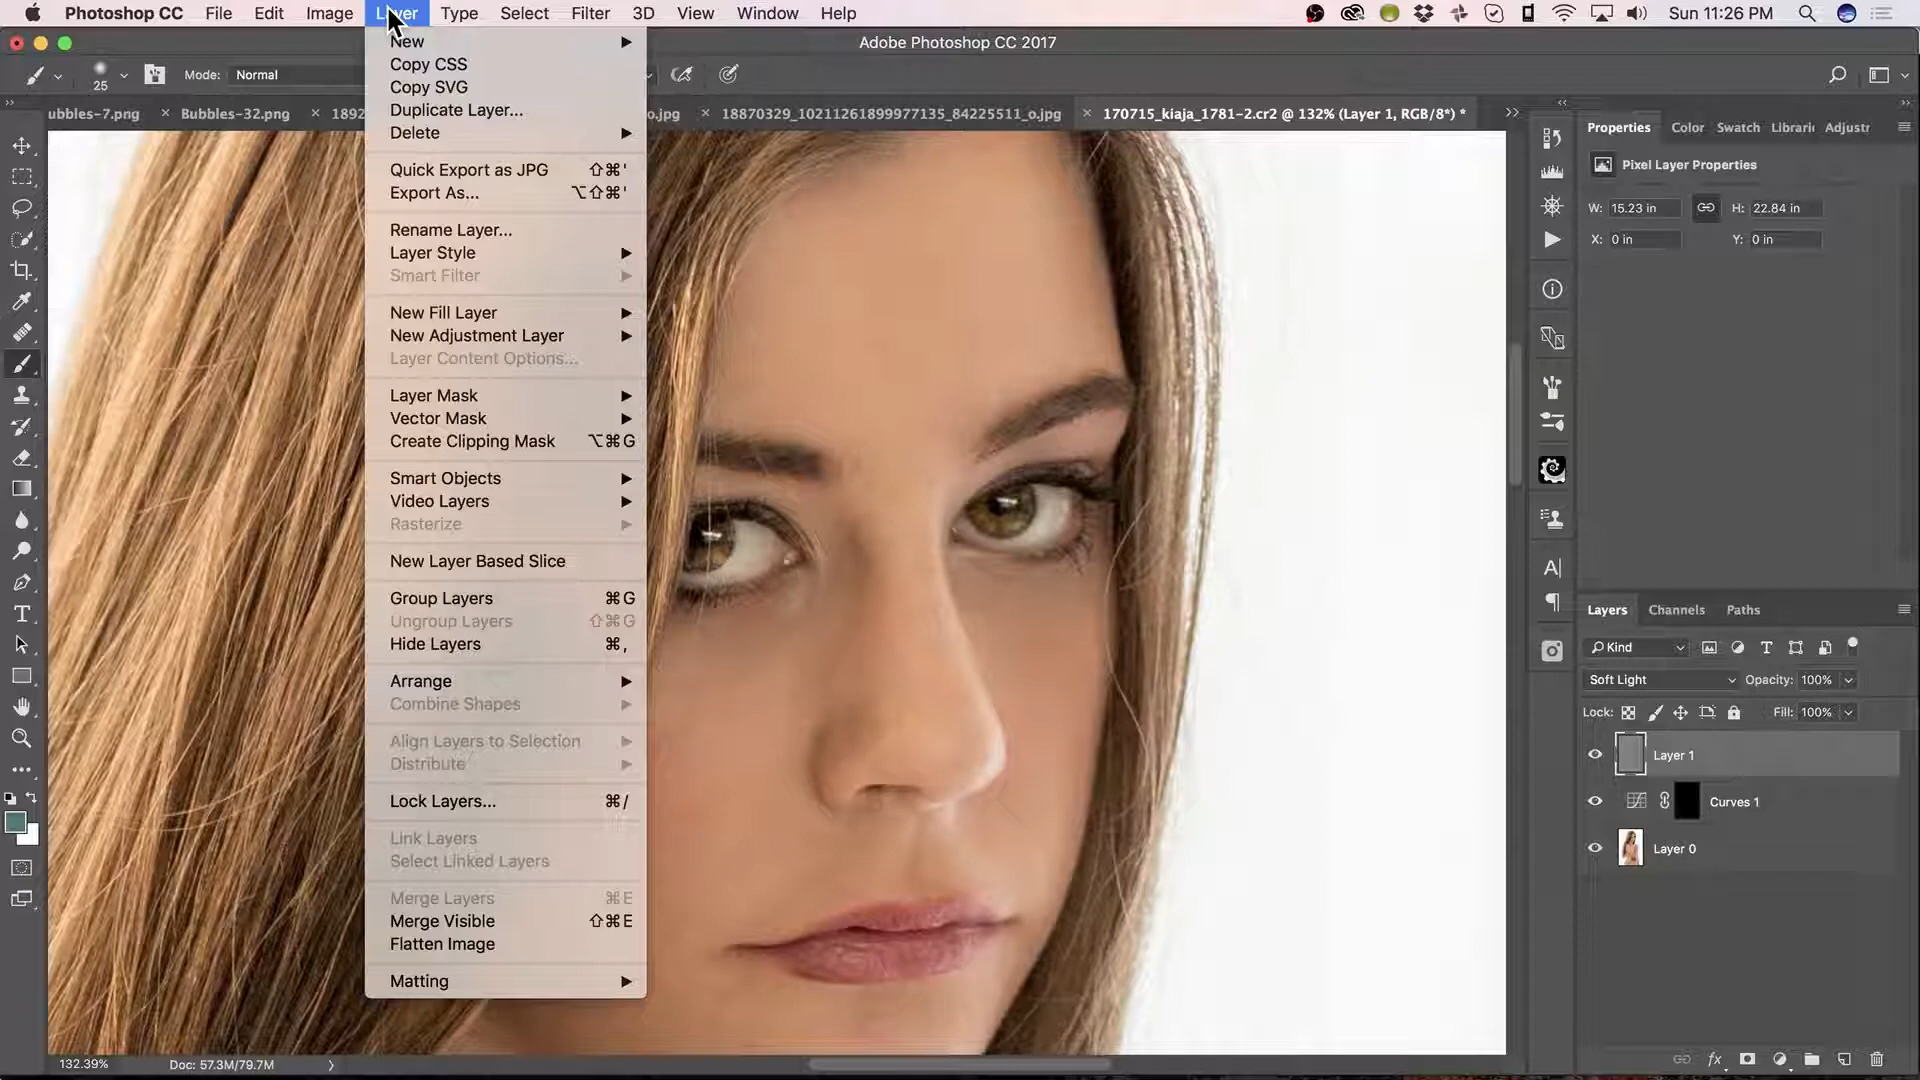 Photoshop CC File Edit Image Layer Type Select Filter 3D View Window Help Sun 11:26 PM
Adobe Photoshop CC 2017
25 Mode: Normal
ubbles-7.png × Bubbles-32.png × 1892 o.jpg × 18870329_10211261899977135_84225511_o.jpg × 170715_kiaja_1781-2.cr2 @ 132% (Layer 1, RGB/8*) *
New
Copy CSS
Copy SVG
Duplicate Layer...
Delete
Quick Export as JPG ⇧⌘'
Export As... ⌥⇧⌘'
Rename Layer...
Layer Style
Smart Filter
New Fill Layer
New Adjustment Layer
Layer Content Options...
Layer Mask
Vector Mask
Create Clipping Mask ⌥⌘G
Smart Objects
Video Layers
Rasterize
New Layer Based Slice
Group Layers ⌘G
Ungroup Layers ⇧⌘G
Hide Layers ⌘,
Arrange
Combine Shapes
Align Layers to Selection
Distribute
Lock Layers... ⌘/
Link Layers
Select Linked Layers
Merge Layers ⌘E
Merge Visible ⇧⌘E
Flatten Image
Matting
Properties Color Swatch Librari Adjustr
Pixel Layer Properties
W: 15.23 in H: 22.84 in
X: 0 in Y: 0 in
Layers Channels Paths
Kind
Soft Light Opacity: 100%
Lock: Fill: 100%
Layer 1
Curves 1
Layer 0
fx
132.39% Doc: 57.3M/79.7M